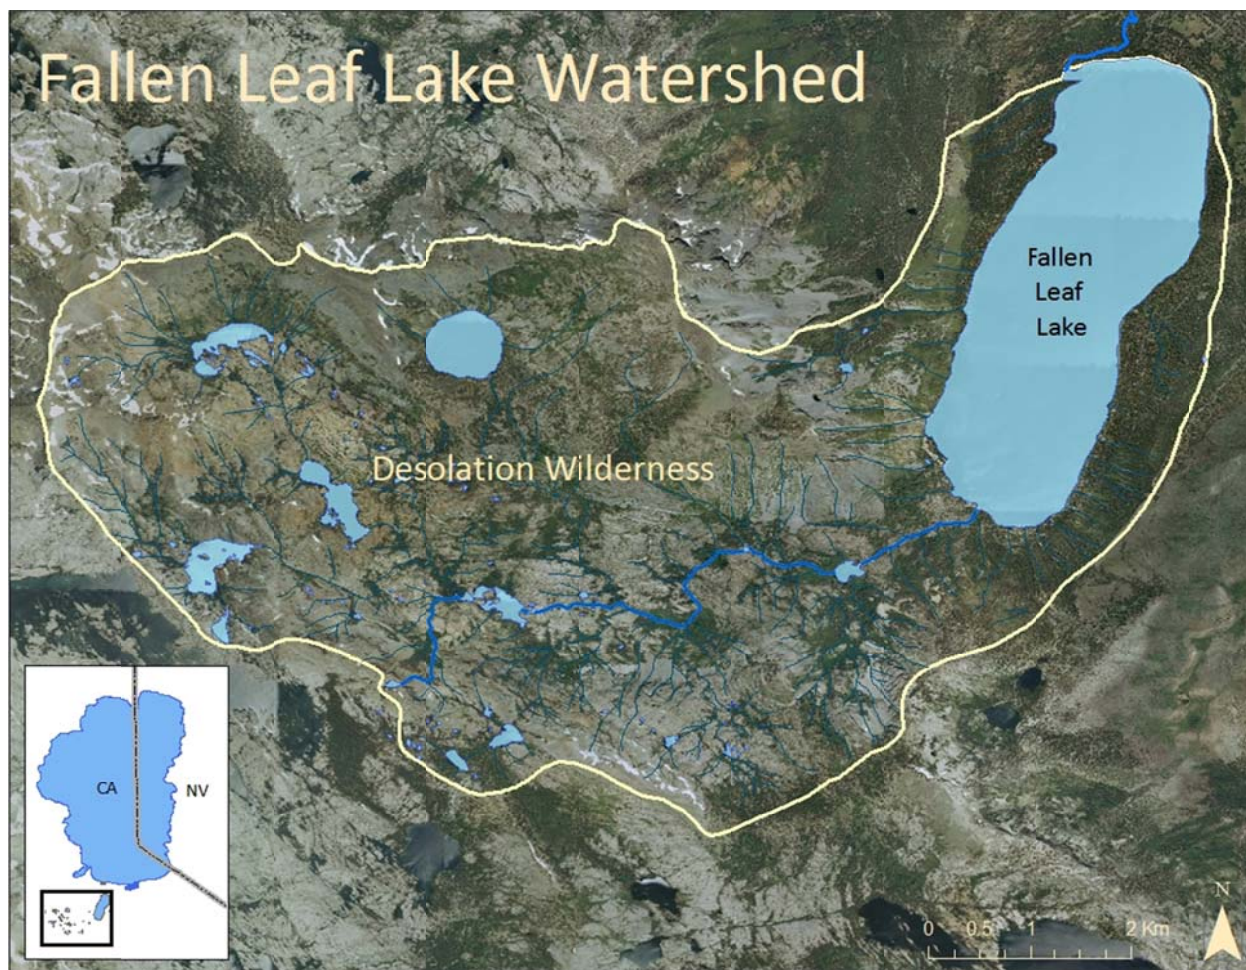 Fallen Leaf Lake Watershed
Fallen
Leaf
Lake
Desolation Wilderness
CA
NV
N
0 0.5 1 2 Km